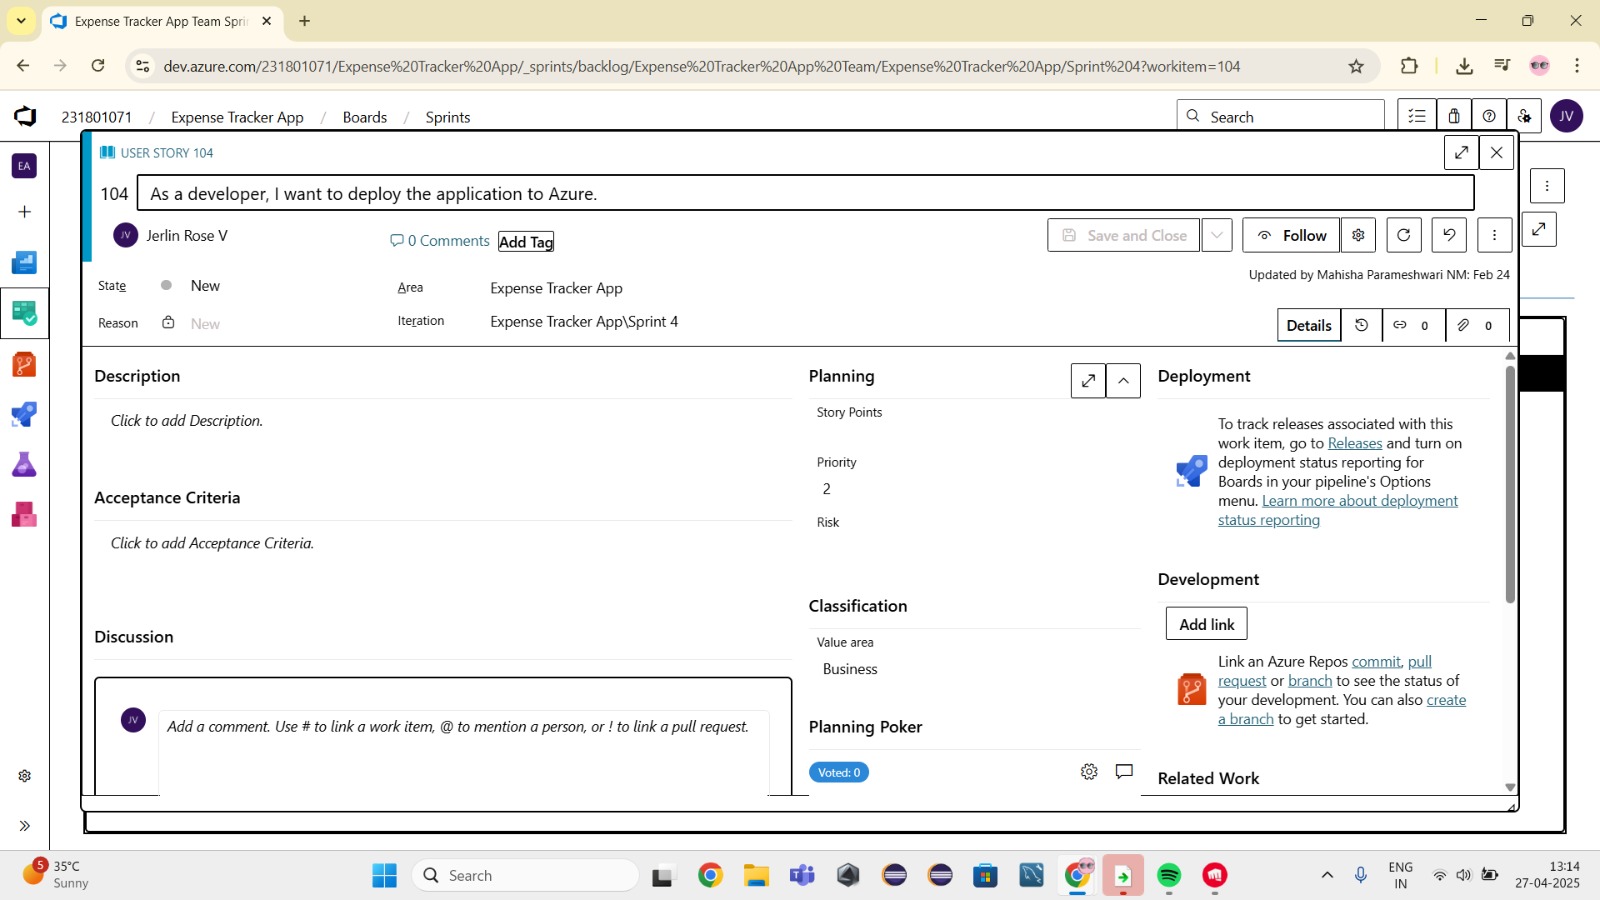 Expense Tracker App Team Spri
dev.azure.com/231801071/Expense%20Tracker%20App/_sprints/backlog/Expense%20Tracker%20App%20Team/Expense%20Tracker%20App/Sprint%204?workitem=104
231801071 / Expense Tracker App / Boards / Sprints
Search
JV
EA
USER STORY 104
104 As a developer, I want to deploy the application to Azure.
JV Jerlin Rose V
0 Comments
Add Tag
Save and Close
Follow
State New
Area Expense Tracker App
Updated by Mahisha Parameshwari NM: Feb 24
Reason New
Iteration Expense Tracker App\Sprint 4
Details
0
0
Description
Click to add Description.
Acceptance Criteria
Click to add Acceptance Criteria.
Discussion
JV
Add a comment. Use # to link a work item, @ to mention a person, or ! to link a pull request.
Planning
Story Points
Priority
2
Risk
Classification
Value area
Business
Planning Poker
Voted: 0
Deployment
To track releases associated with this
work item, go to Releases and turn on
deployment status reporting for
Boards in your pipeline's Options
menu. Learn more about deployment
status reporting
Development
Add link
Link an Azure Repos commit, pull
request or branch to see the status of
your development. You can also create
a branch to get started.
Related Work
5
35°C
Sunny
Search
ENG
IN
13:14
27-04-2025